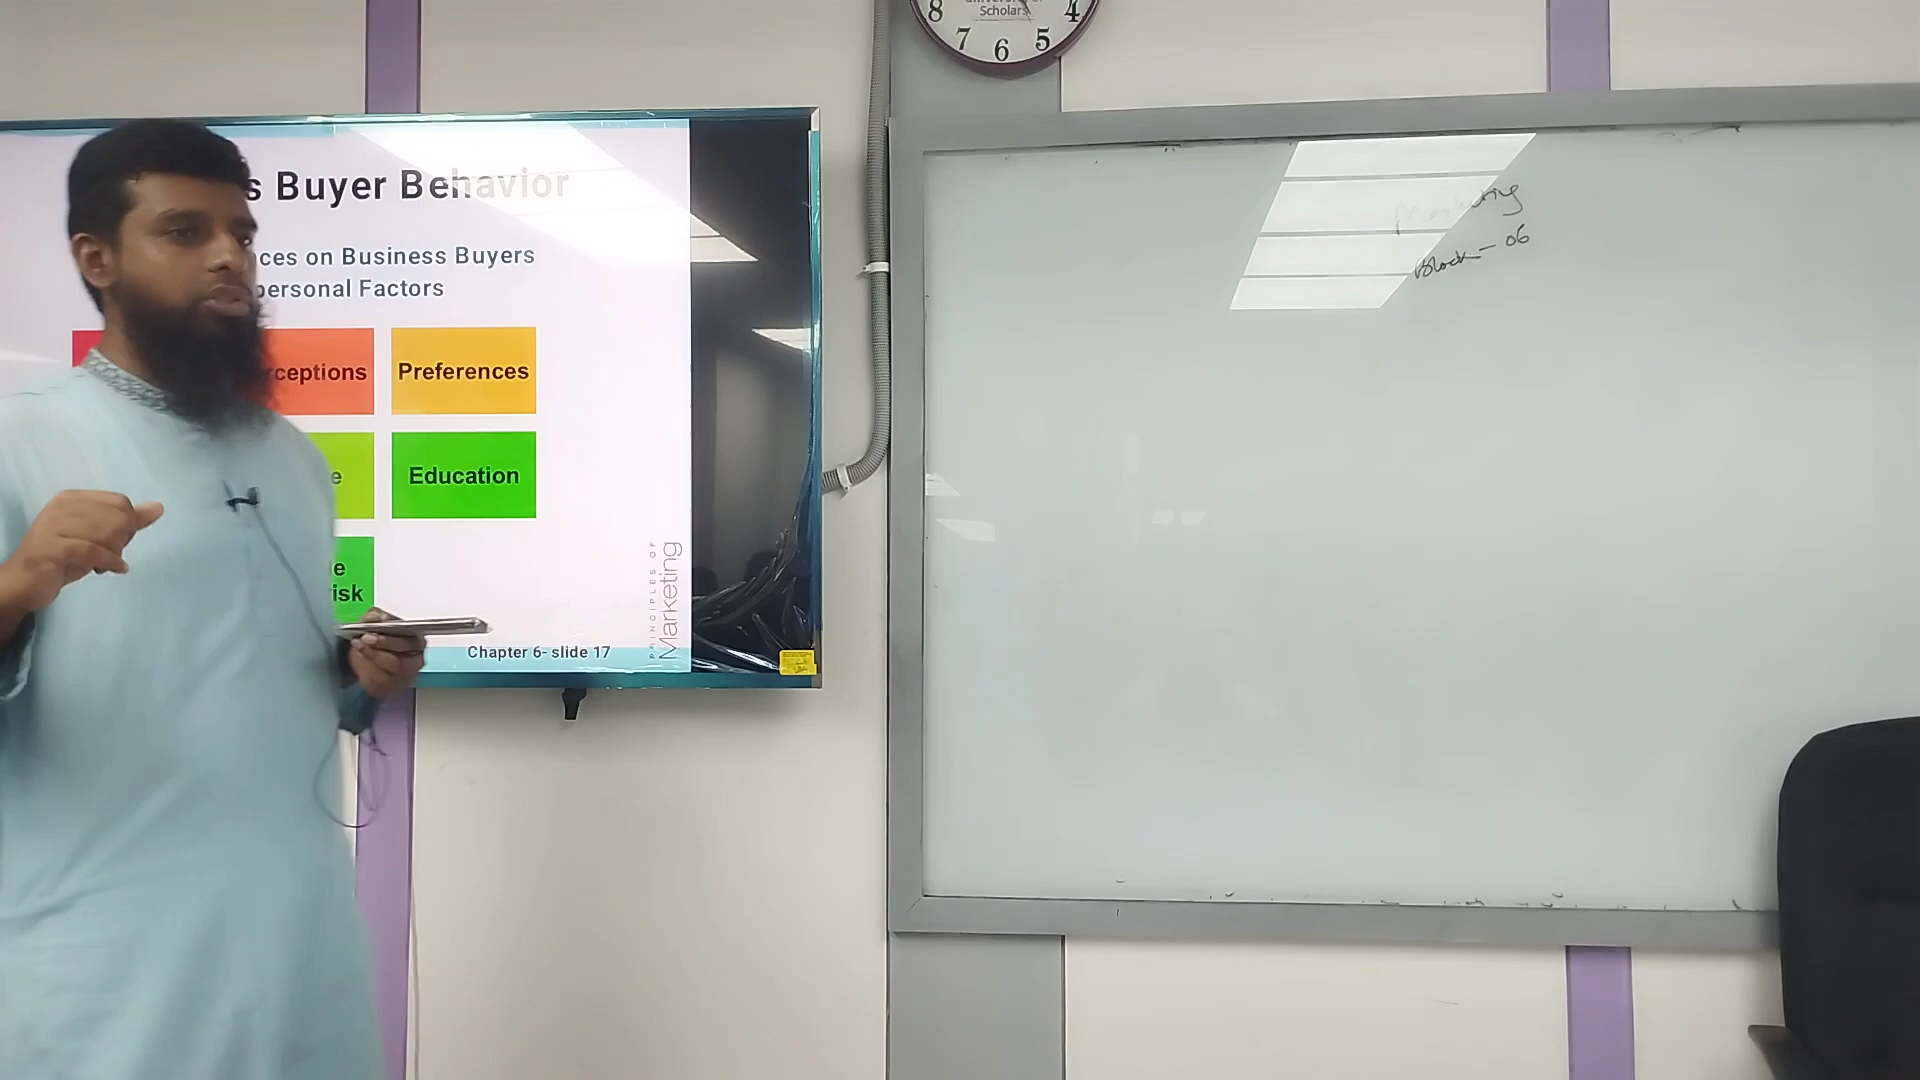 8 7 6 5 4
Scholars
s Buyer Behavior
ces on Business Buyers
personal Factors
rceptions
Preferences
e
Education
e
risk
PRINCIPLES OF
Marketing
Chapter 6- slide 17
Marketing
Block - 06